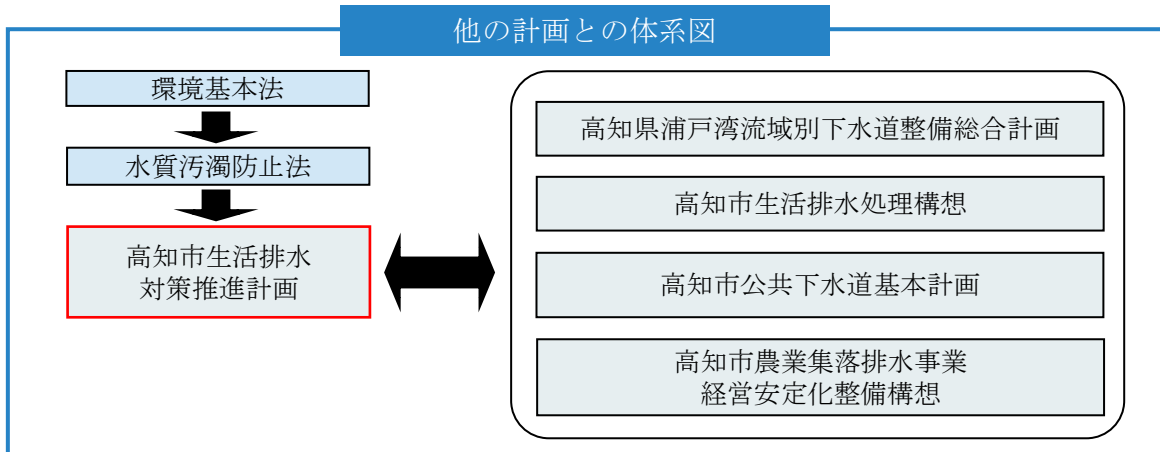 他の計画との体系図
環境基本法
水質汚濁防止法
高知市生活排水
対策推進計画
高知県浦戸湾流域別下水道整備総合計画
高知市生活排水処理構想
高知市公共下水道基本計画
高知市農業集落排水事業
経営安定化整備構想